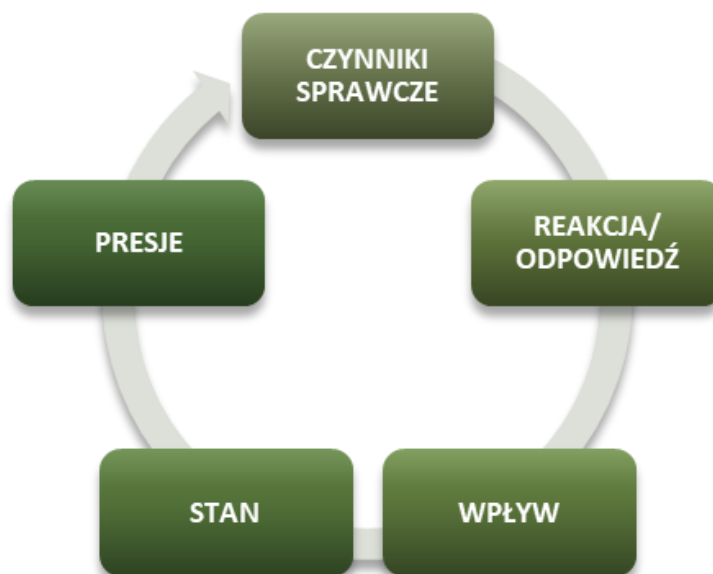 CZYNNIKI
SPRAWCZE
REAKCJA/
ODPOWIEDŹ
WPŁYW
STAN
PRESJE